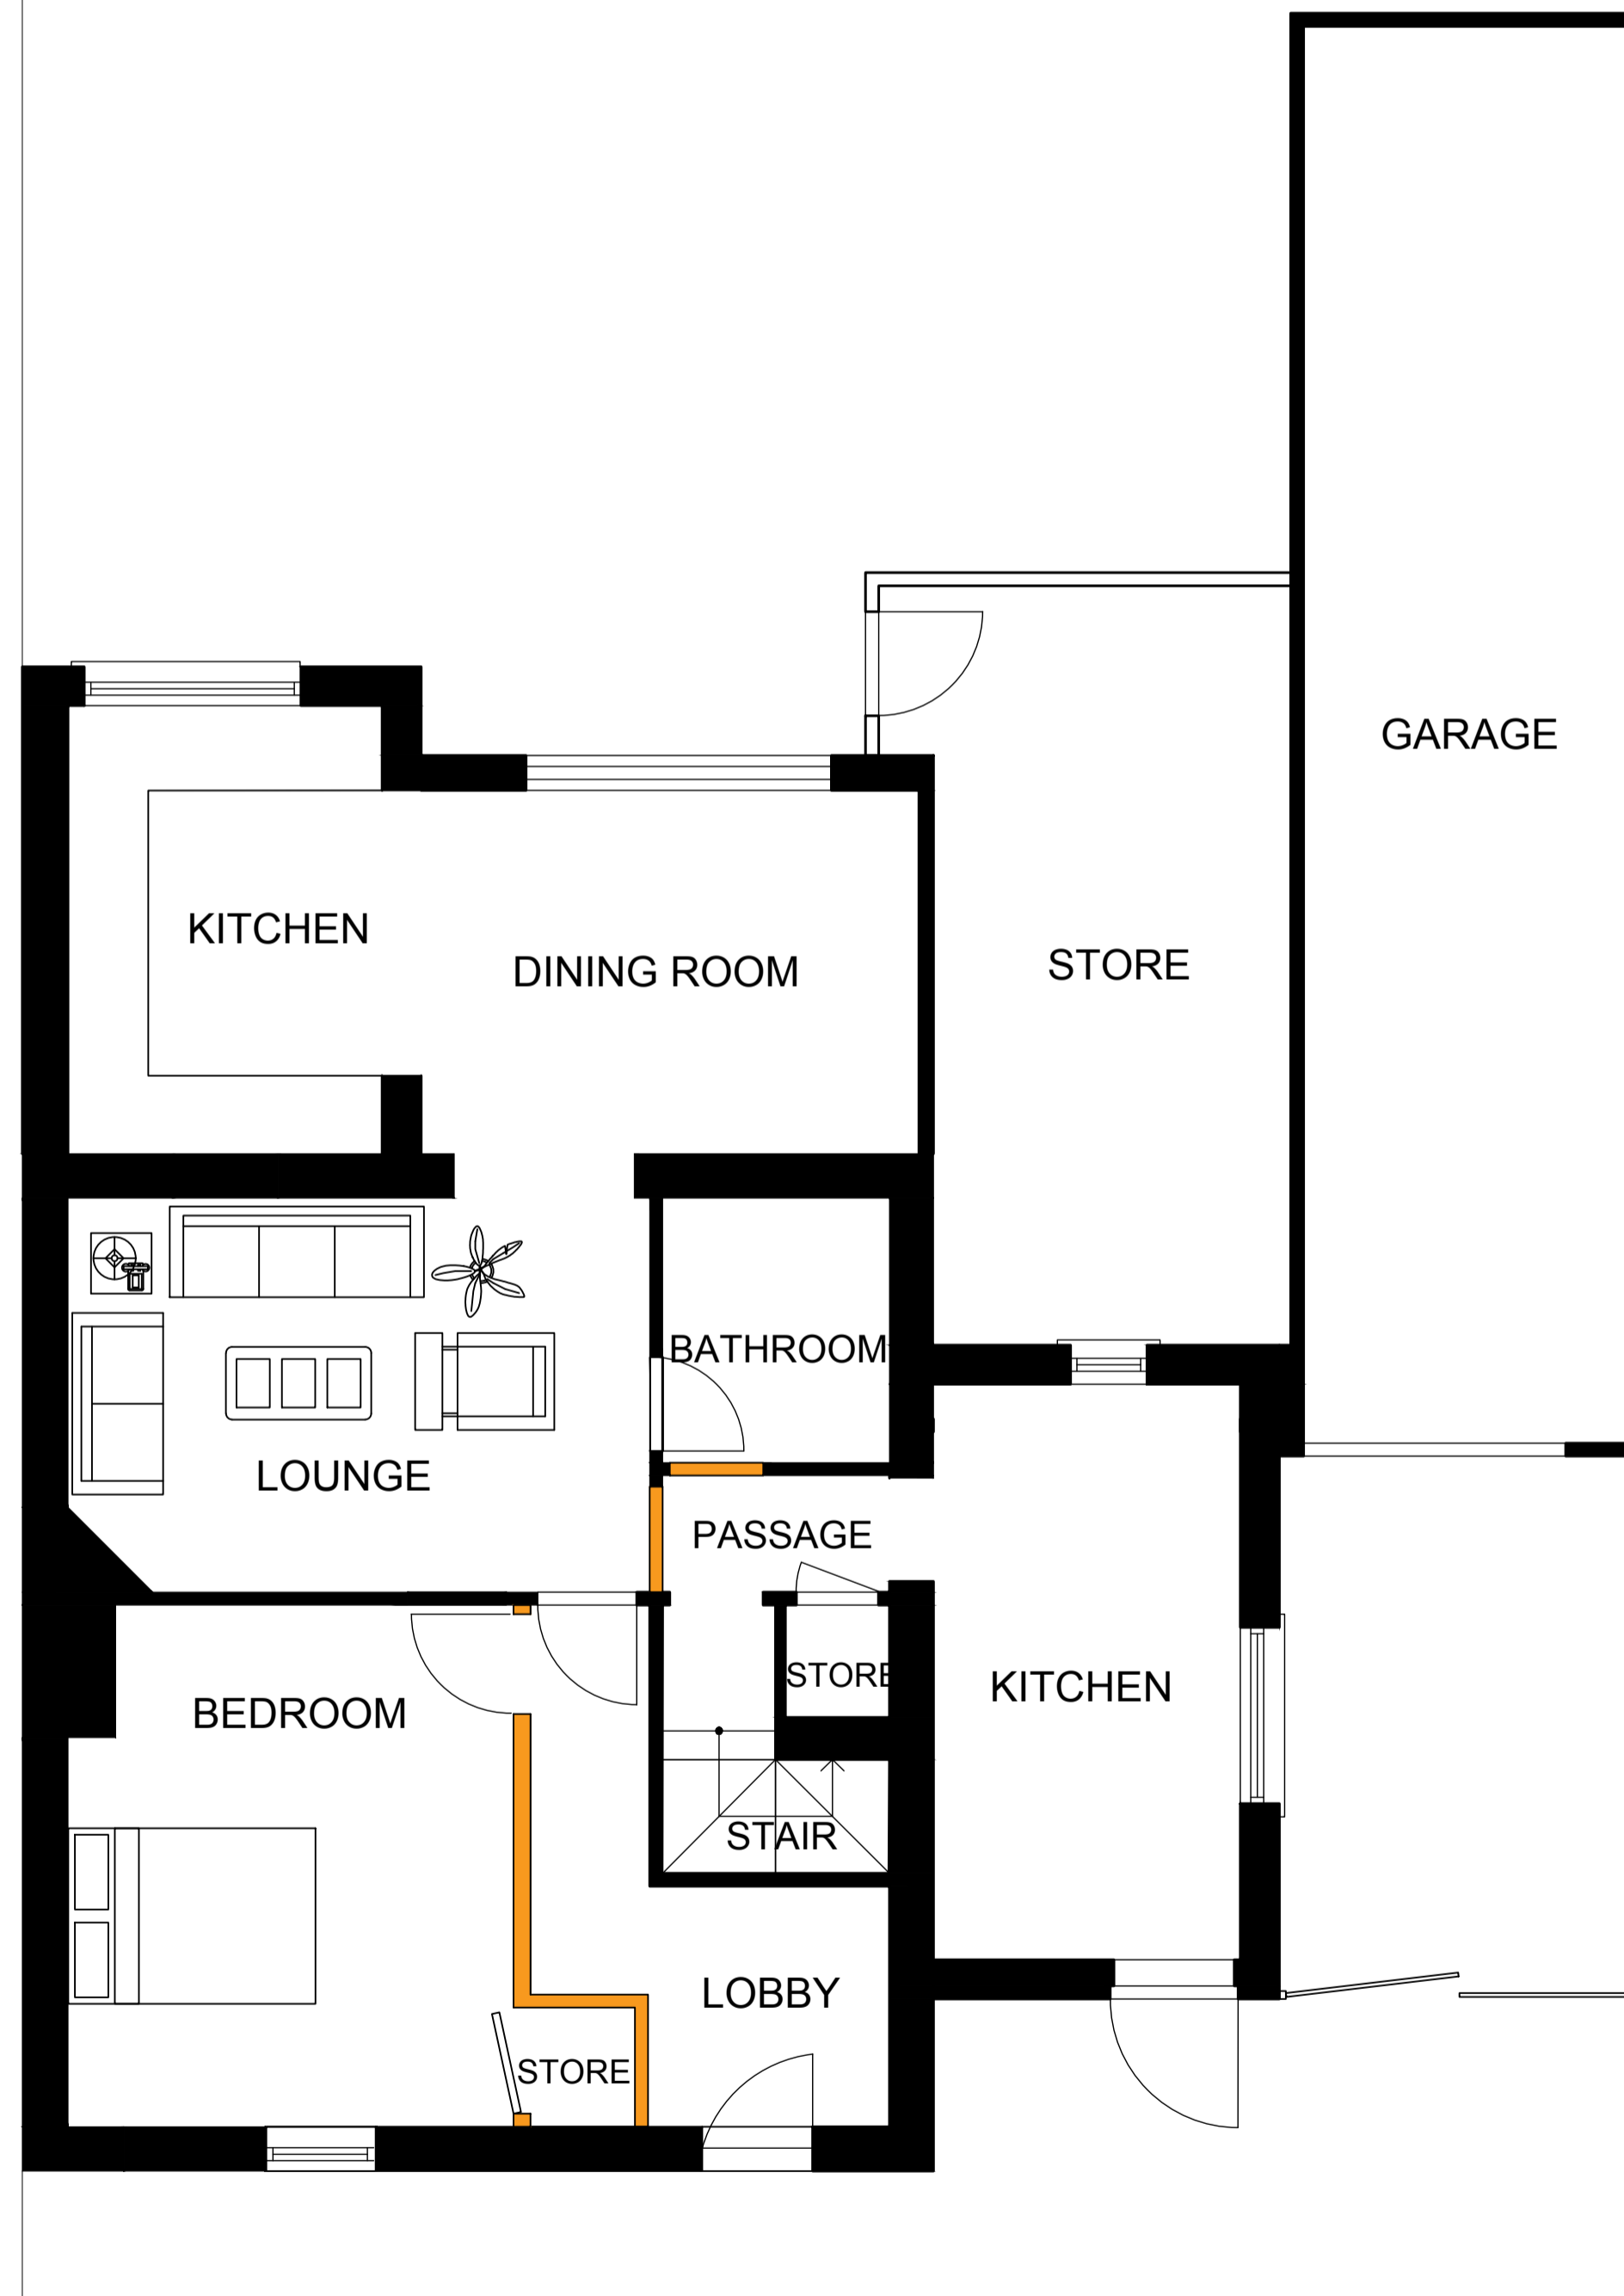 GARAGE
KITCHEN
DINING ROOM
STORE
BATHROOM
LOUNGE
PASSAGE
STORE
KITCHEN
BEDROOM
STAIR
LOBBY
STORE